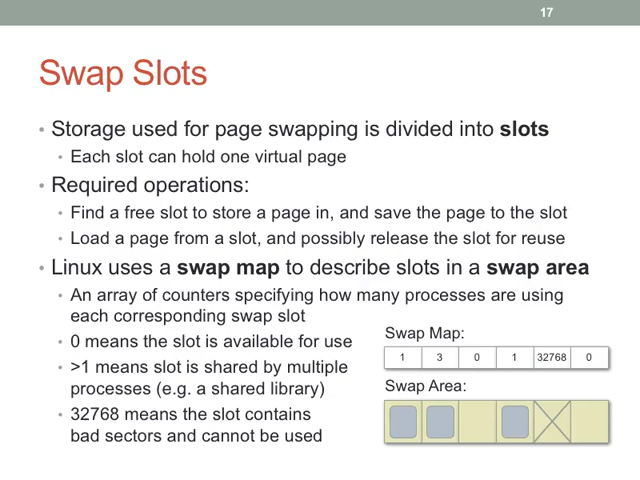 17
Swap Slots
• Storage used for page swapping is divided into slots
• Each slot can hold one virtual page
• Required operations:
• Find a free slot to store a page in, and save the page to the slot
• Load a page from a slot, and possibly release the slot for reuse
• Linux uses a swap map to describe slots in a swap area
• An array of counters specifying how many processes are using
each corresponding swap slot
• 0 means the slot is available for use
• >1 means slot is shared by multiple
processes (e.g. a shared library)
• 32768 means the slot contains
bad sectors and cannot be used
Swap Map:
1 3 0 1 32768 0
Swap Area: